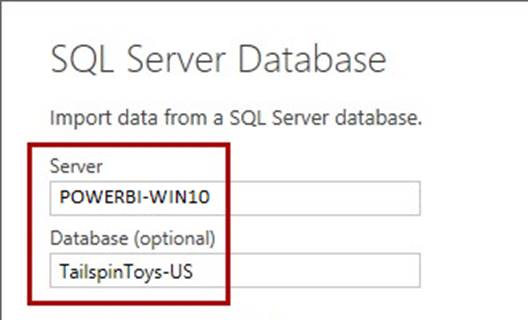 SQL Server Database
Import data from a SQL Server database.
Server
POWERBI-WIN10
Database (optional)
TailspinToys-US